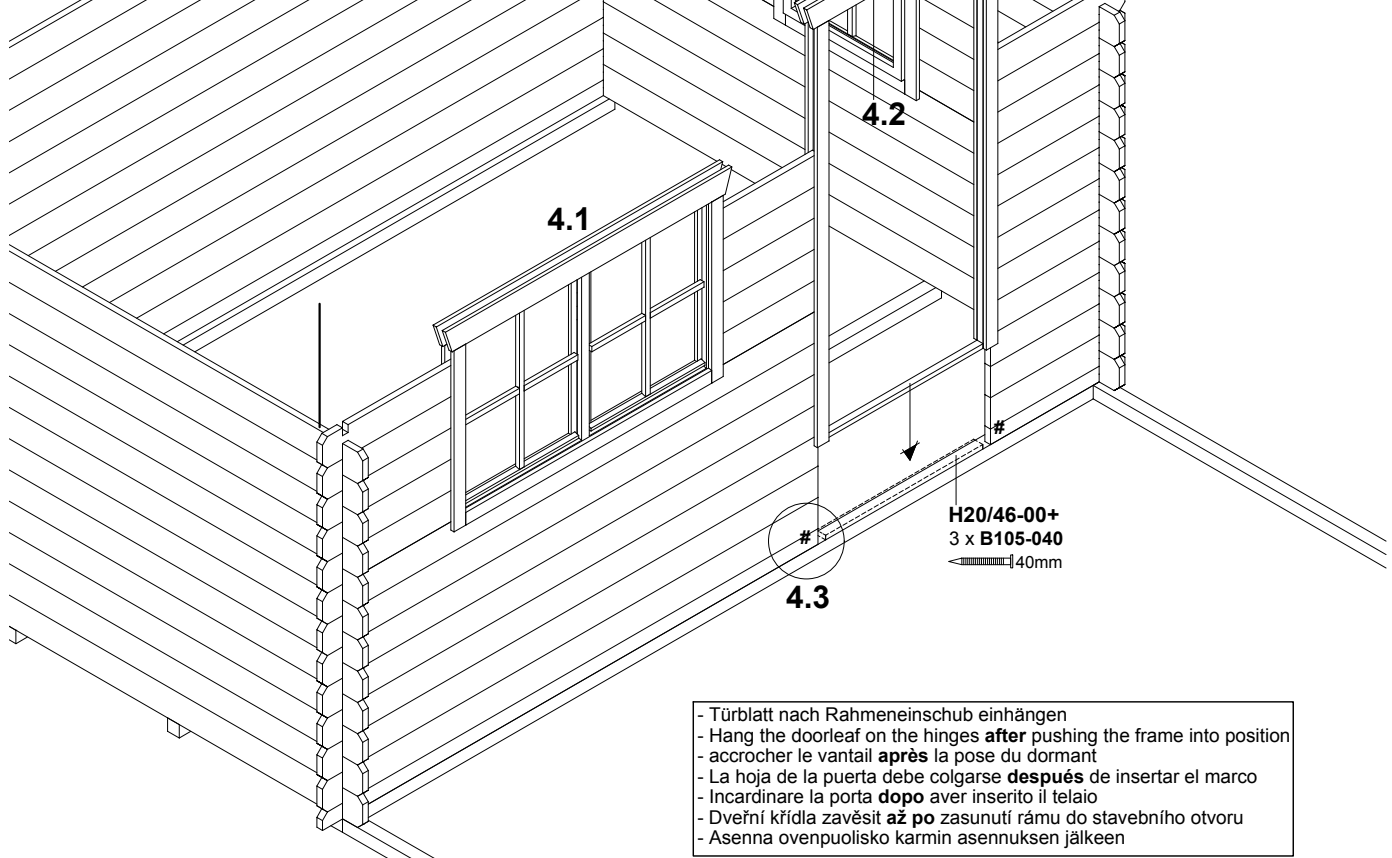 4.2
4.1
#
#
H20/46-00+
3 x B105-040
40mm
4.3
- Türblatt nach Rahmeneinschub einhängen
- Hang the doorleaf on the hinges after pushing the frame into position
- accrocher le vantail après la pose du dormant
- La hoja de la puerta debe colgarse después de insertar el marco
- Incardinare la porta dopo aver inserito il telaio
- Dveřní křídla zavěsit až po zasunutí rámu do stavebního otvoru
- Asenna ovenpuolisko karmin asennuksen jälkeen